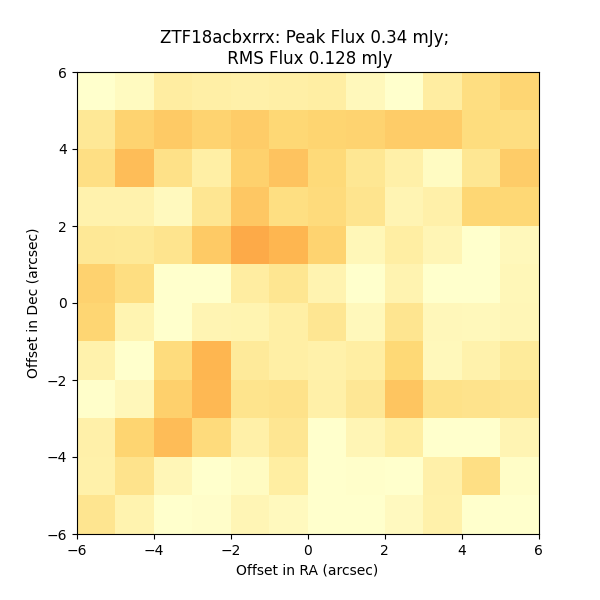 ZTF18acbxrrx: Peak Flux 0.34 mJy;
RMS Flux 0.128 mJy
6
4
2
0
−2
−4
−6
Offset in Dec (arcsec)
−6 −4 −2 0 2 4 6
Offset in RA (arcsec)